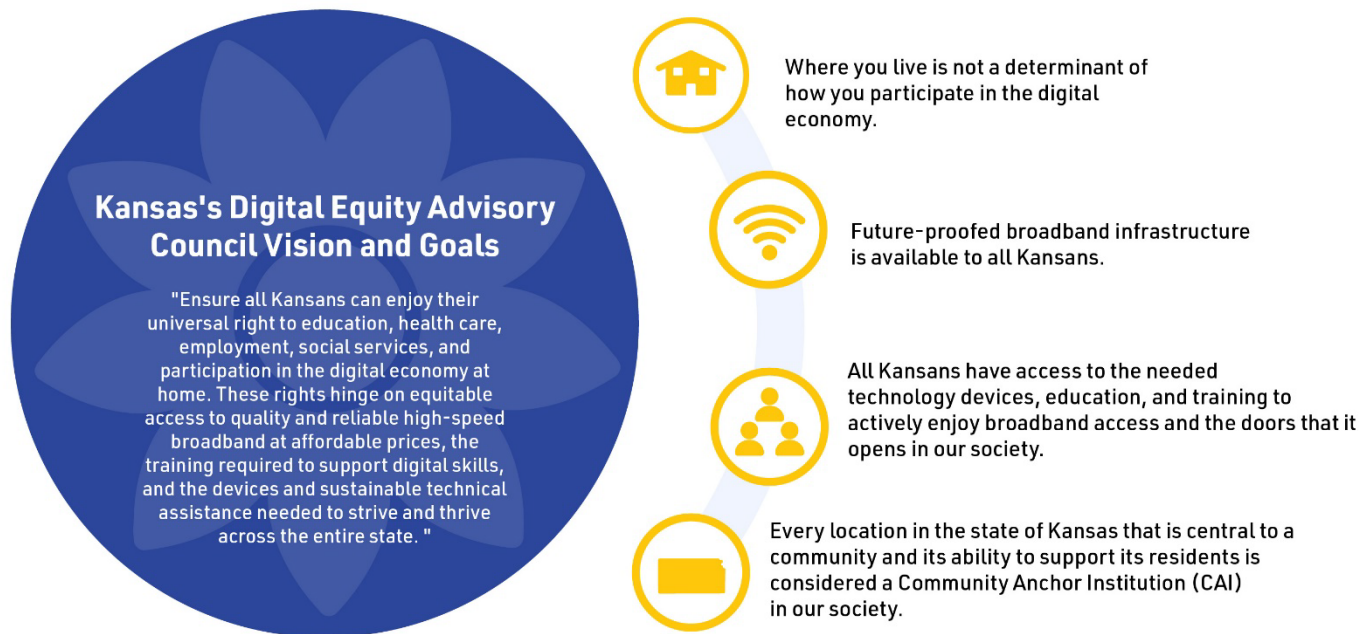 Kansas's Digital Equity Advisory
Council Vision and Goals
"Ensure all Kansans can enjoy their
universal right to education, health care,
employment, social services, and
participation in the digital economy at
home. These rights hinge on equitable
access to quality and reliable high-speed
broadband at affordable prices, the
training required to support digital skills,
and the devices and sustainable technical
assistance needed to strive and thrive
across the entire state. "
Where you live is not a determinant of
how you participate in the digital
economy.
Future-proofed broadband infrastructure
is available to all Kansans.
All Kansans have access to the needed
technology devices, education, and training to
actively enjoy broadband access and the doors that it
opens in our society.
Every location in the state of Kansas that is central to a
community and its ability to support its residents is
considered a Community Anchor Institution (CAI)
in our society.